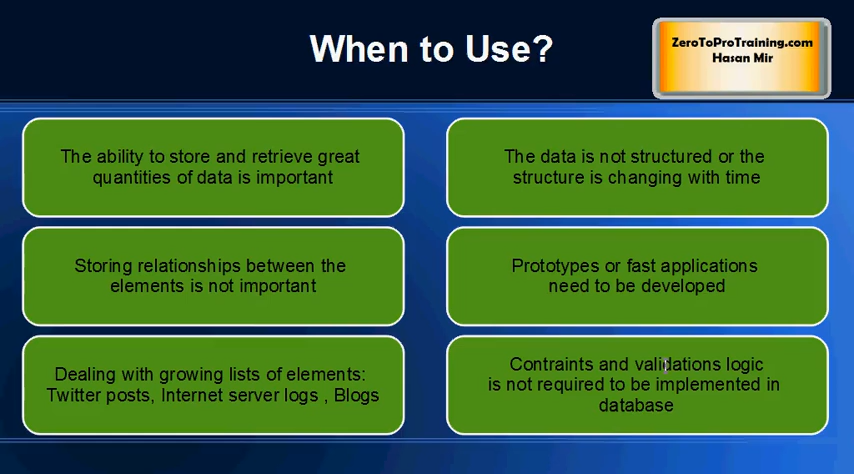 When to Use?
ZeroToProTraining.com
Hasan Mir
The ability to store and retrieve great
quantities of data is important
The data is not structured or the
structure is changing with time
Storing relationships between the
elements is not important
Prototypes or fast applications
need to be developed
Dealing with growing lists of elements:
Twitter posts, Internet server logs , Blogs
Contraints and validations logic
is not required to be implemented in
database